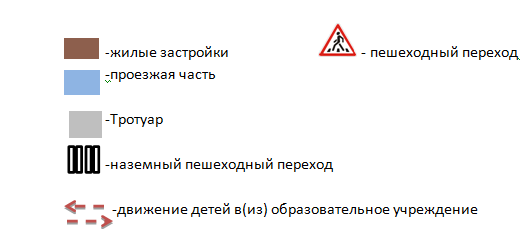 -жилые застройки
- пешеходный переход
-проезжая часть
-Тротуар
-наземный пешеходный переход
-движение детей в(из) образовательное учреждение